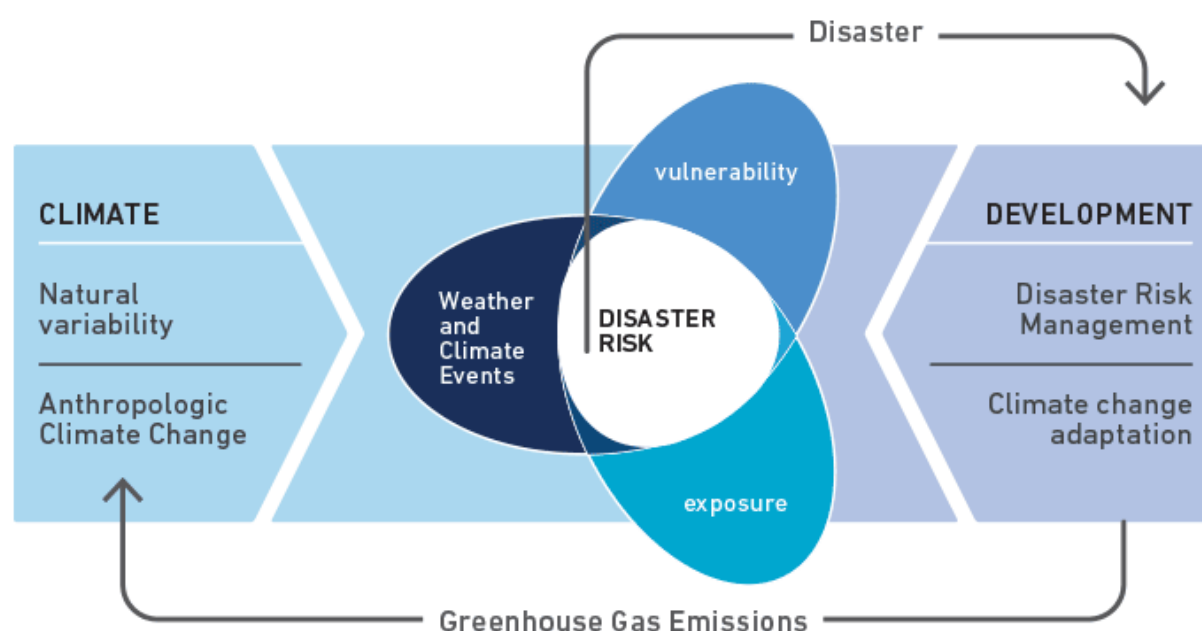 Disaster
vulnerability
CLIMATE
DEVELOPMENT
Natural
variability
Weather
and
Climate
Events
DISASTER
RISK
Disaster Risk
Management
Anthropologic
Climate Change
Climate change
adaptation
exposure
Greenhouse Gas Emissions